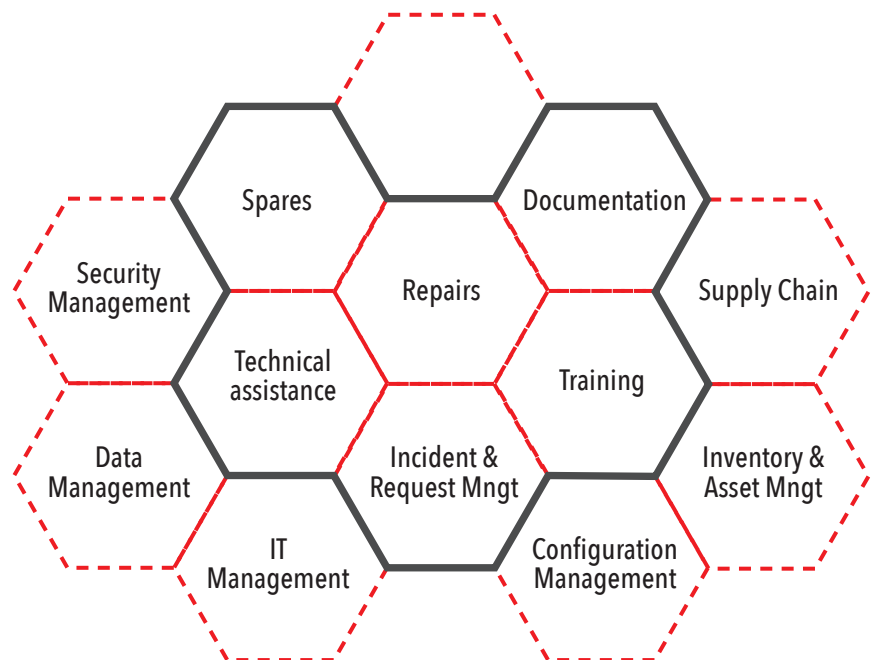 Spares
Documentation
Security
Management
Repairs
Supply Chain
Technical
assistance
Training
Data
Management
Incident &
Request Mngt
Inventory &
Asset Mngt
IT
Management
Configuration
Management